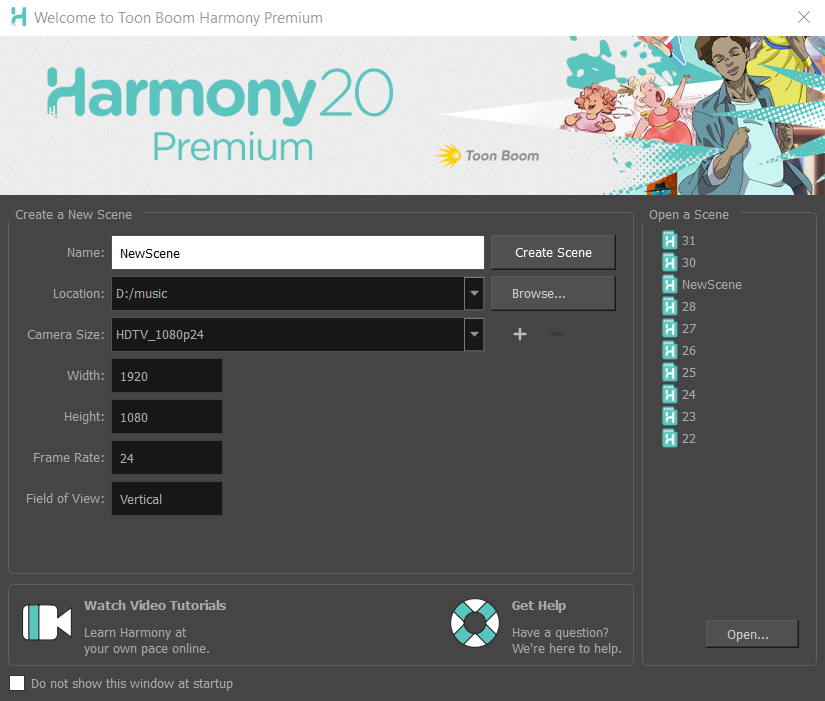 Welcome to Toon Boom Harmony Premium
Harmony 20
Premium
Toon Boom
Create a New Scene
Name: NewScene Create Scene
Location: D:/music Browse...
Camera Size: HDTV_1080p24
Width: 1920
Height: 1080
Frame Rate: 24
Field of View: Vertical
Open a Scene
31
30
NewScene
28
27
26
25
24
23
22
Open...
Watch Video Tutorials
Learn Harmony at
your own pace online.
Get Help
Have a question?
We're here to help.
Do not show this window at startup